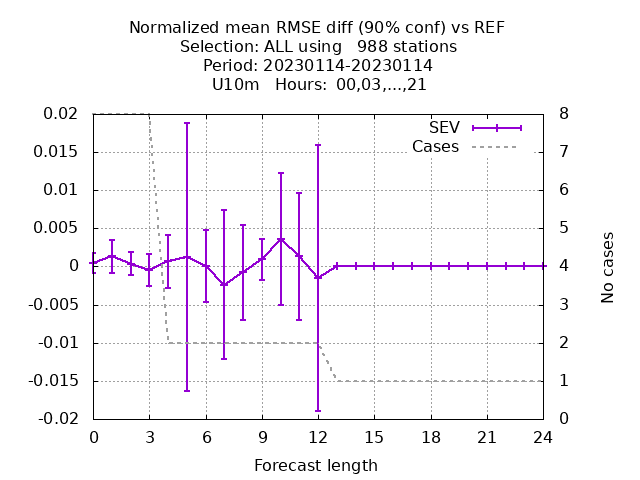 Normalized mean RMSE diff (90% conf) vs REF
Selection: ALL using   988 stations
Period: 20230114-20230114
U10m   Hours:  00,03,...,21
SEV
Cases
0.02
0.015
0.01
0.005
0
-0.005
-0.01
-0.015
-0.02
8
7
6
5
4
3
2
1
0
No cases
0 3 6 9 12 15 18 21 24
Forecast length